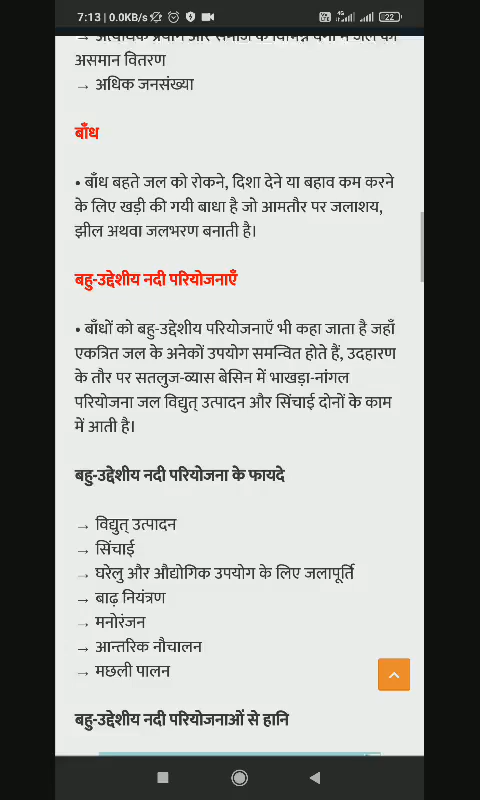 7:13 | 0.0KB/s
4G
22
असमान वितरण
→ अधिक जनसंख्या
बाँध
• बाँध बहते जल को रोकने, दिशा देने या बहाव कम करने
के लिए खड़ी की गयी बाधा है जो आमतौर पर जलाशय,
झील अथवा जलभरण बनाती है।
बहु-उद्देशीय नदी परियोजनाएँ
• बाँधों को बहु-उद्देशीय परियोजनाएँ भी कहा जाता है जहाँ
एकत्रित जल के अनेकों उपयोग समन्वित होते हैं, उदहारण
के तौर पर सतलुज-व्यास बेसिन में भाखड़ा-नांगल
परियोजना जल विद्युत् उत्पादन और सिंचाई दोनों के काम
में आती है।
बहु-उद्देशीय नदी परियोजना के फायदे
→ विद्युत् उत्पादन
→ सिंचाई
→ घरेलु और औद्योगिक उपयोग के लिए जलापूर्ति
→ बाढ़ नियंत्रण
→ मनोरंजन
→ आन्तरिक नौचालन
→ मछली पालन
बहु-उद्देशीय नदी परियोजनाओं से हानि